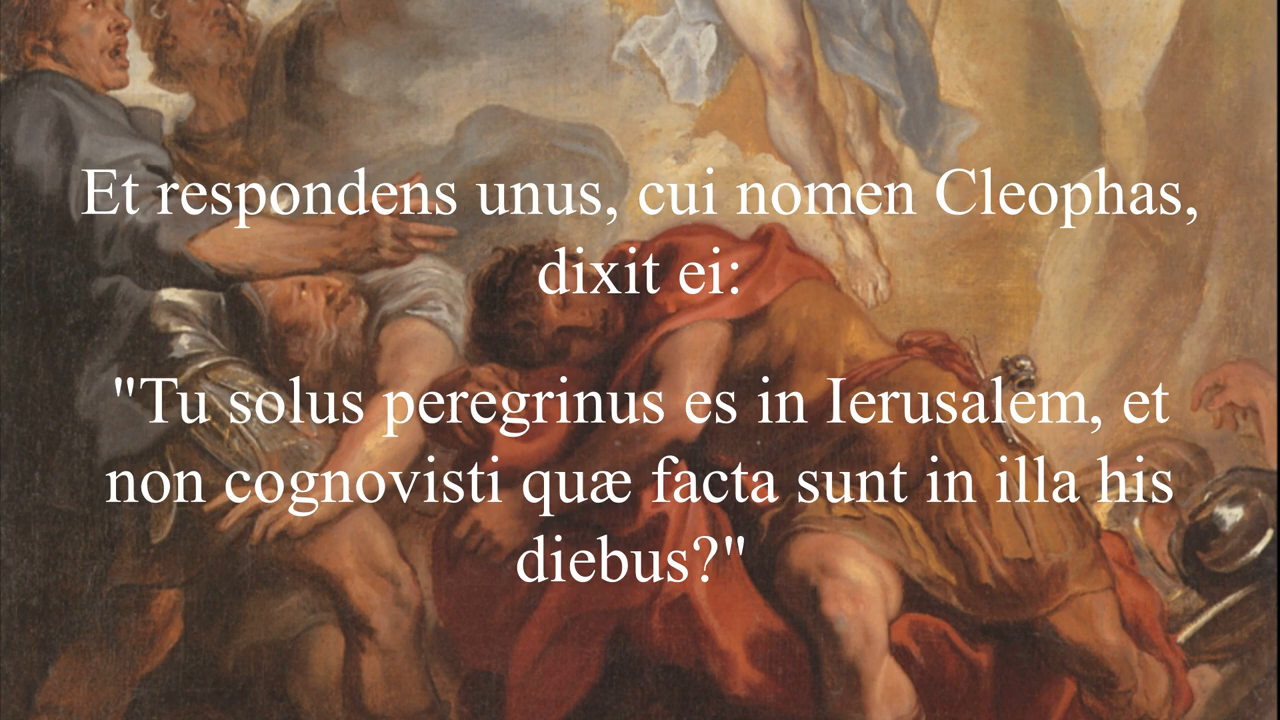 Et respondens unus, cui nomen Cleophas,
dixit ei:
"Tu solus peregrinus es in Ierusalem, et
non cognovisti quæ facta sunt in illa his
diebus?"